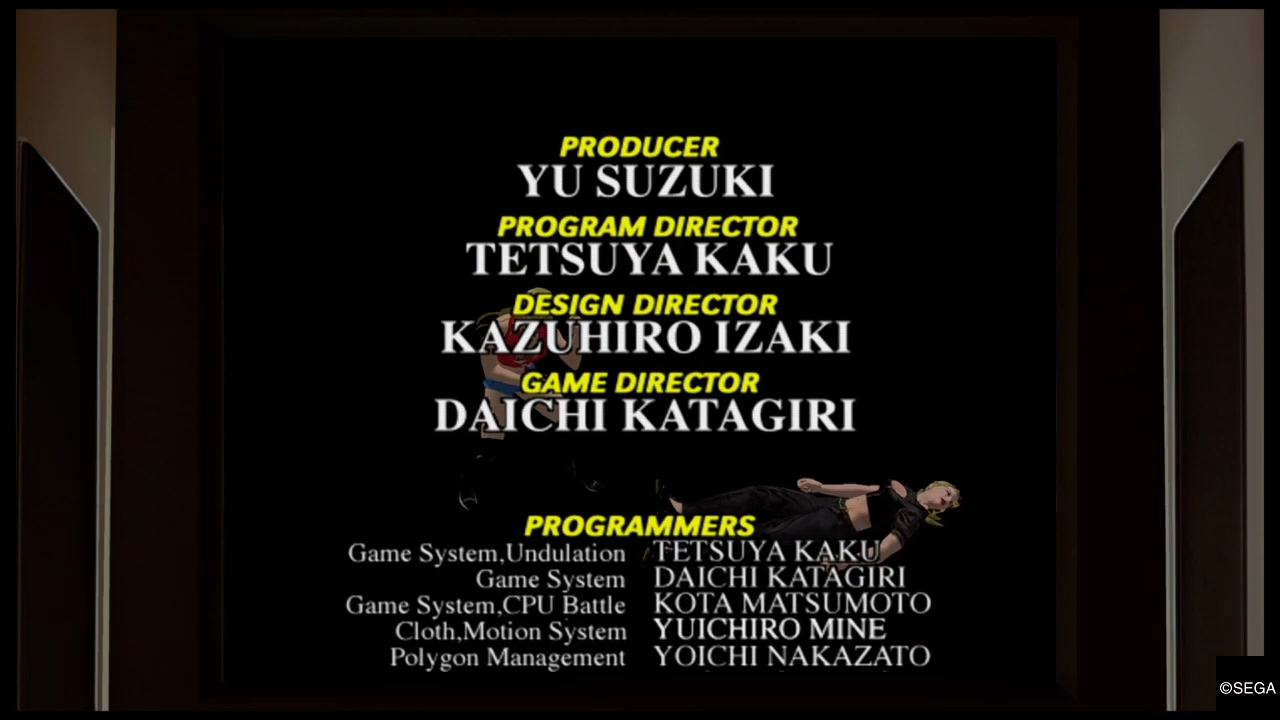 PRODUCER
YU SUZUKI
PROGRAM DIRECTOR
TETSUYA KAKU
DESIGN DIRECTOR
KAZUHIRO IZAKI
GAME DIRECTOR
DAICHI KATAGIRI
PROGRAMMERS
Game System,Undulation TETSUYA KAKU
Game System DAICHI KATAGIRI
Game System,CPU Battle KOTA MATSUMOTO
Cloth,Motion System YUICHIRO MINE
Polygon Management YOICHI NAKAZATO
©SEGA